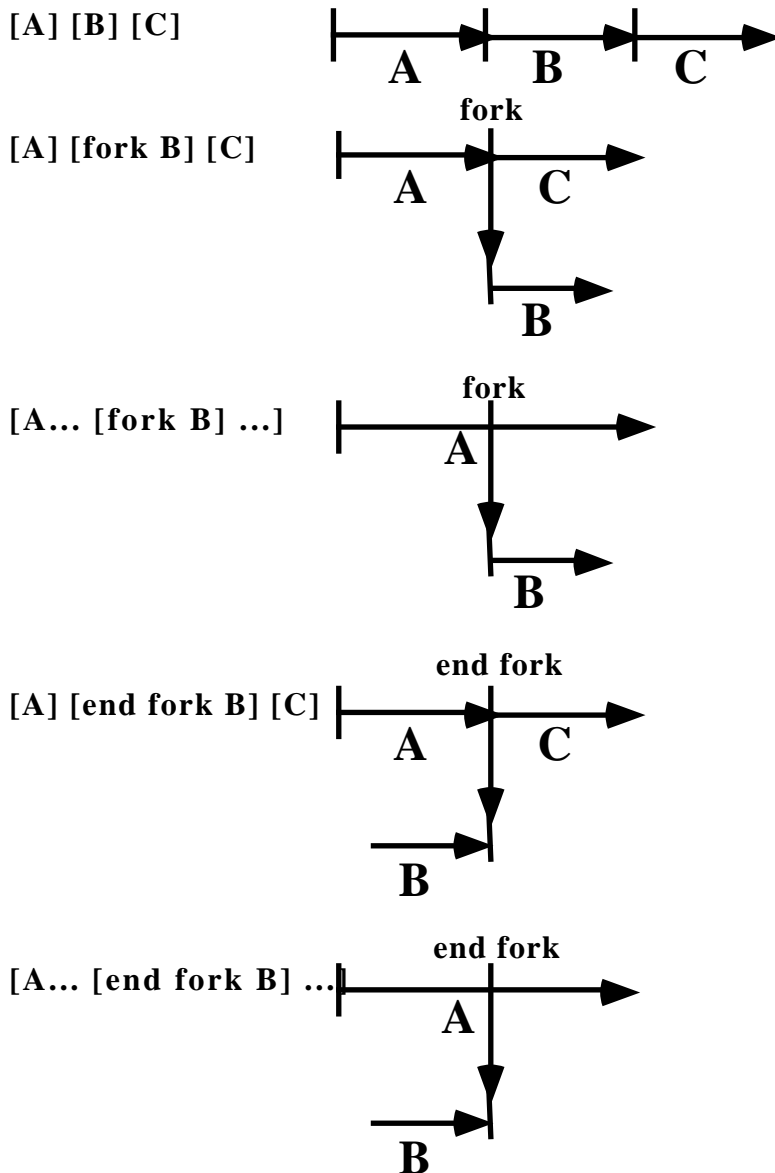 [A] [B] [C]
A B C
fork
[A] [fork B] [C]
A C
B
fork
[A... [fork B] ...]
A
B
end fork
[A] [end fork B] [C]
A C
B
end fork
[A... [end fork B] ...]
A
B